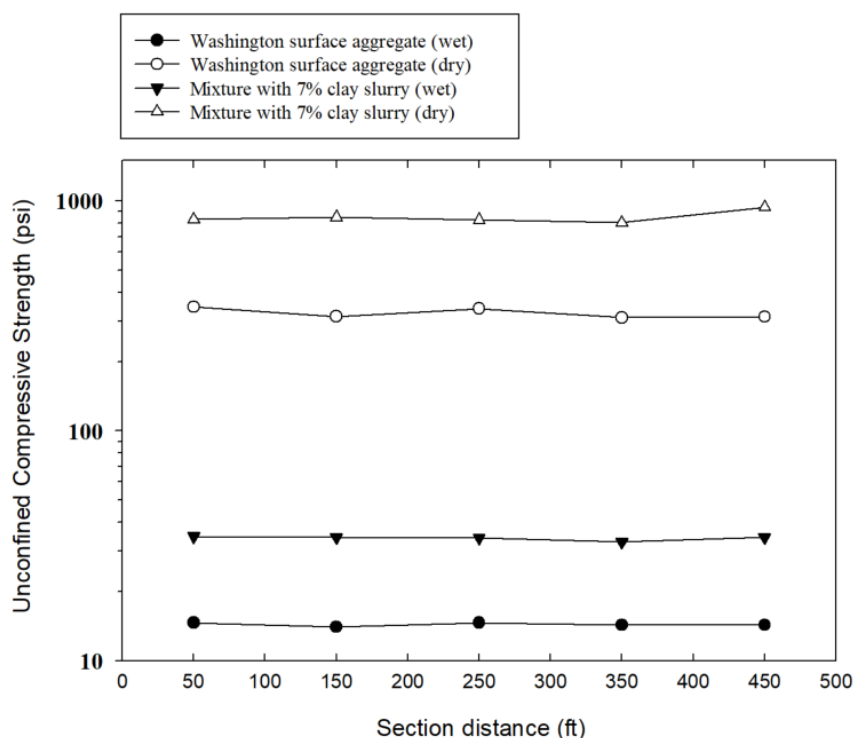 Washington surface aggregate (wet)
Washington surface aggregate (dry)
Mixture with 7% clay slurry (wet)
Mixture with 7% clay slurry (dry)
Unconfined Compressive Strength (psi)
1000
100
10
0 50 100 150 200 250 300 350 400 450 500
Section distance (ft)